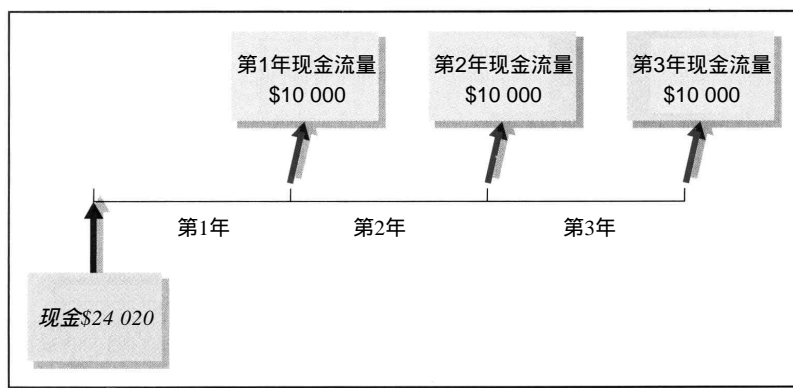 第1年现金流量
$10 000
第2年现金流量
$10 000
第3年现金流量
$10 000
第1年
第2年
第3年
现金$24 020